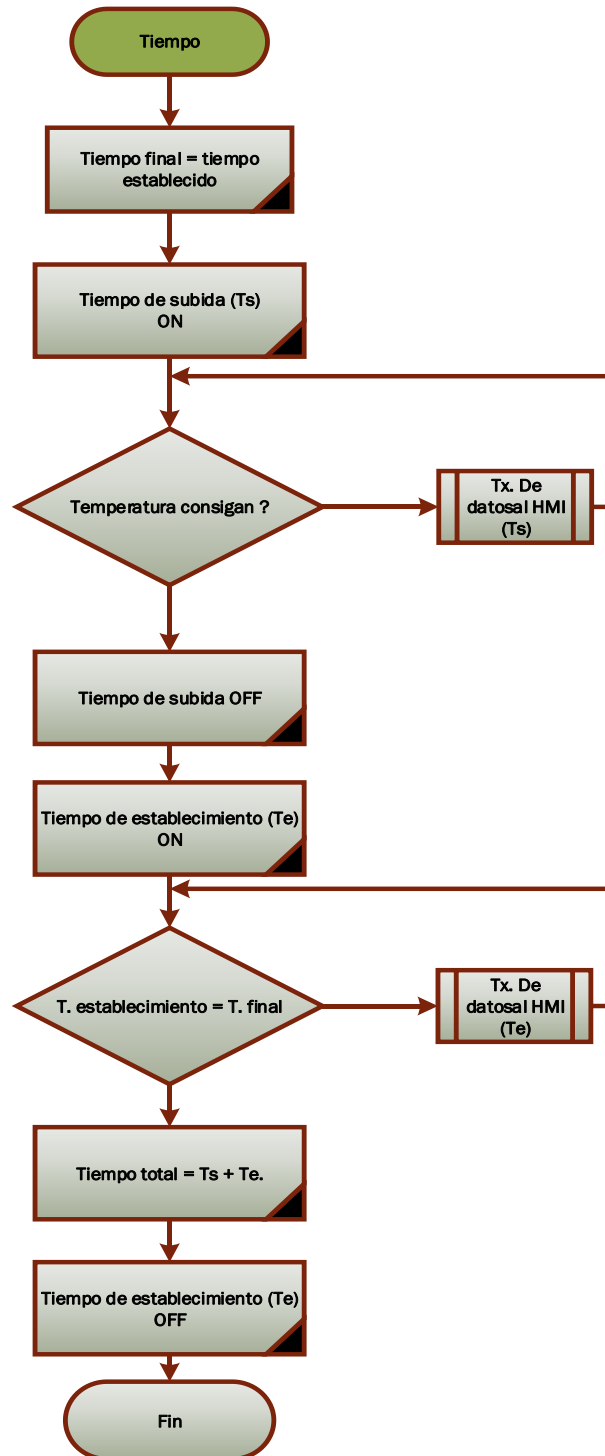 Tiempo
Tiempo final = tiempo
establecido
Tiempo de subida (Ts)
ON
Temperatura consigan ?
Tx. De
datosal HMI
(Ts)
Tiempo de subida OFF
Tiempo de establecimiento (Te)
ON
T. establecimiento = T. final
Tx. De
datosal HMI
(Te)
Tiempo total = Ts + Te.
Tiempo de establecimiento (Te)
OFF
Fin